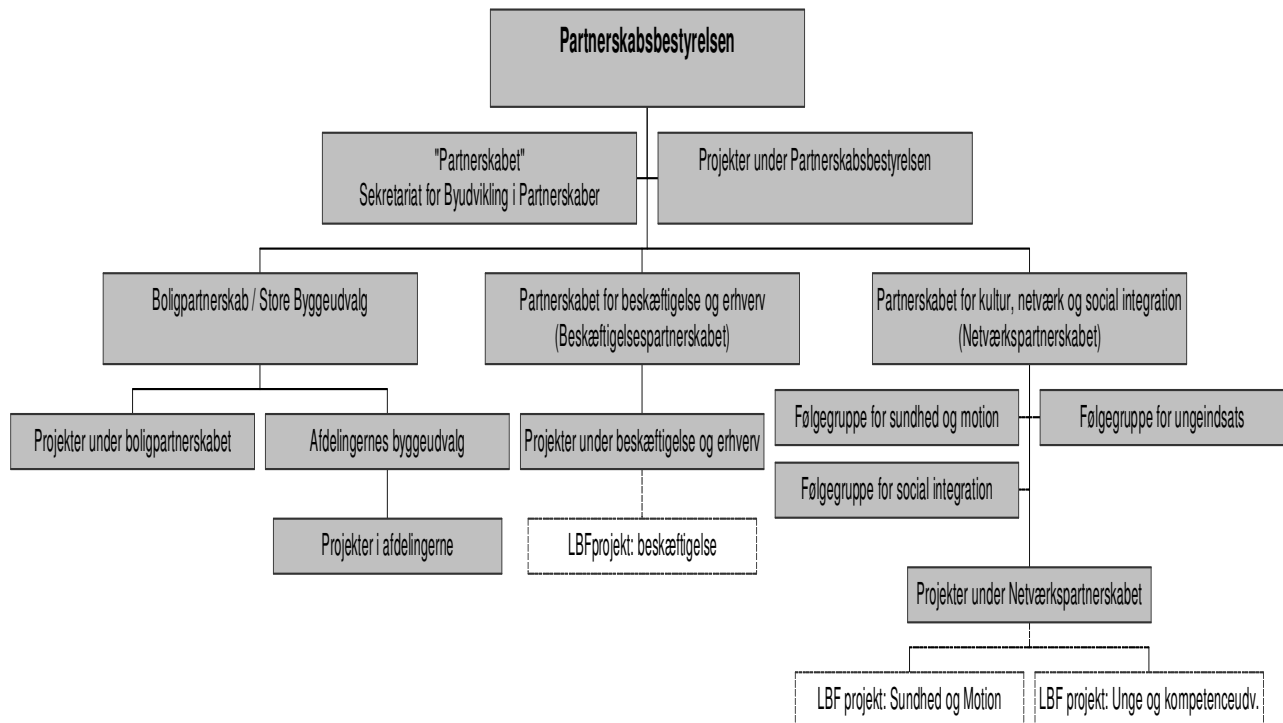 Partnerskabsbestyrelsen
"Partnerskabet"
Sekretariat for Byudvikling i Partnerskaber
Projekter under Partnerskabsbestyrelsen
Boligpartnerskab / Store Byggeudvalg
Partnerskabet for beskæftigelse og erhverv
(Beskæftigelsespartnerskabet)
Partnerskabet for kultur, netværk og social integration
(Netværkspartnerskabet)
Projekter under boligpartnerskabet
Afdelingernes byggeudvalg
Projekter under beskæftigelse og erhverv
Følgegruppe for sundhed og motion
Følgegruppe for ungeindsats
Følgegruppe for social integration
Projekter i afdelingerne
LBFprojekt: beskæftigelse
Projekter under Netværkspartnerskabet
LBF projekt: Sundhed og Motion
LBF projekt: Unge og kompetenceudv.